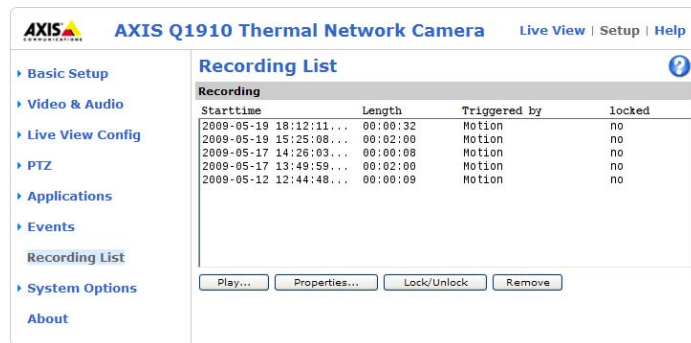 AXIS COMMUNICATIONS
AXIS Q1910 Thermal Network Camera
Live View | Setup | Help
Basic Setup
Video & Audio
Live View Config
PTZ
Applications
Events
Recording List
System Options
About
Recording List
?
Recording
Starttime Length Triggered by locked
2009-05-19 18:12:11... 00:00:32 Motion no
2009-05-19 15:25:08... 00:02:00 Motion no
2009-05-17 14:26:03... 00:00:08 Motion no
2009-05-17 13:49:59... 00:02:00 Motion no
2009-05-12 12:44:48... 00:00:09 Motion no
Play... Properties... Lock/Unlock Remove